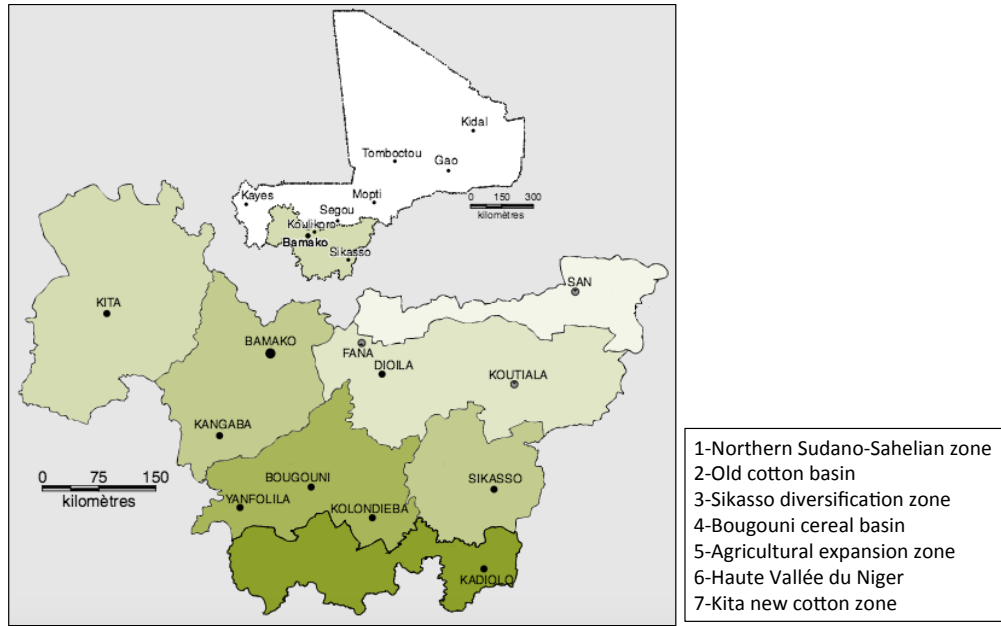 Kidal
Tomboctou
Gao
Kayes
Mopti
0 150 300
kilomètres
Segou
Koulikoro
Bamako
Sikasso
SAN
KITA
BAMAKO
FANA
DIOILA
KOUTIALA
KANGABA
0 75 150
kilomètres
BOUGOUNI
SIKASSO
YANFOLILA
KOLONDIEBA
KADIOLO
1-Northern Sudano-Sahelian zone
2-Old cotton basin
3-Sikasso diversification zone
4-Bougouni cereal basin
5-Agricultural expansion zone
6-Haute Vallée du Niger
7-Kita new cotton zone